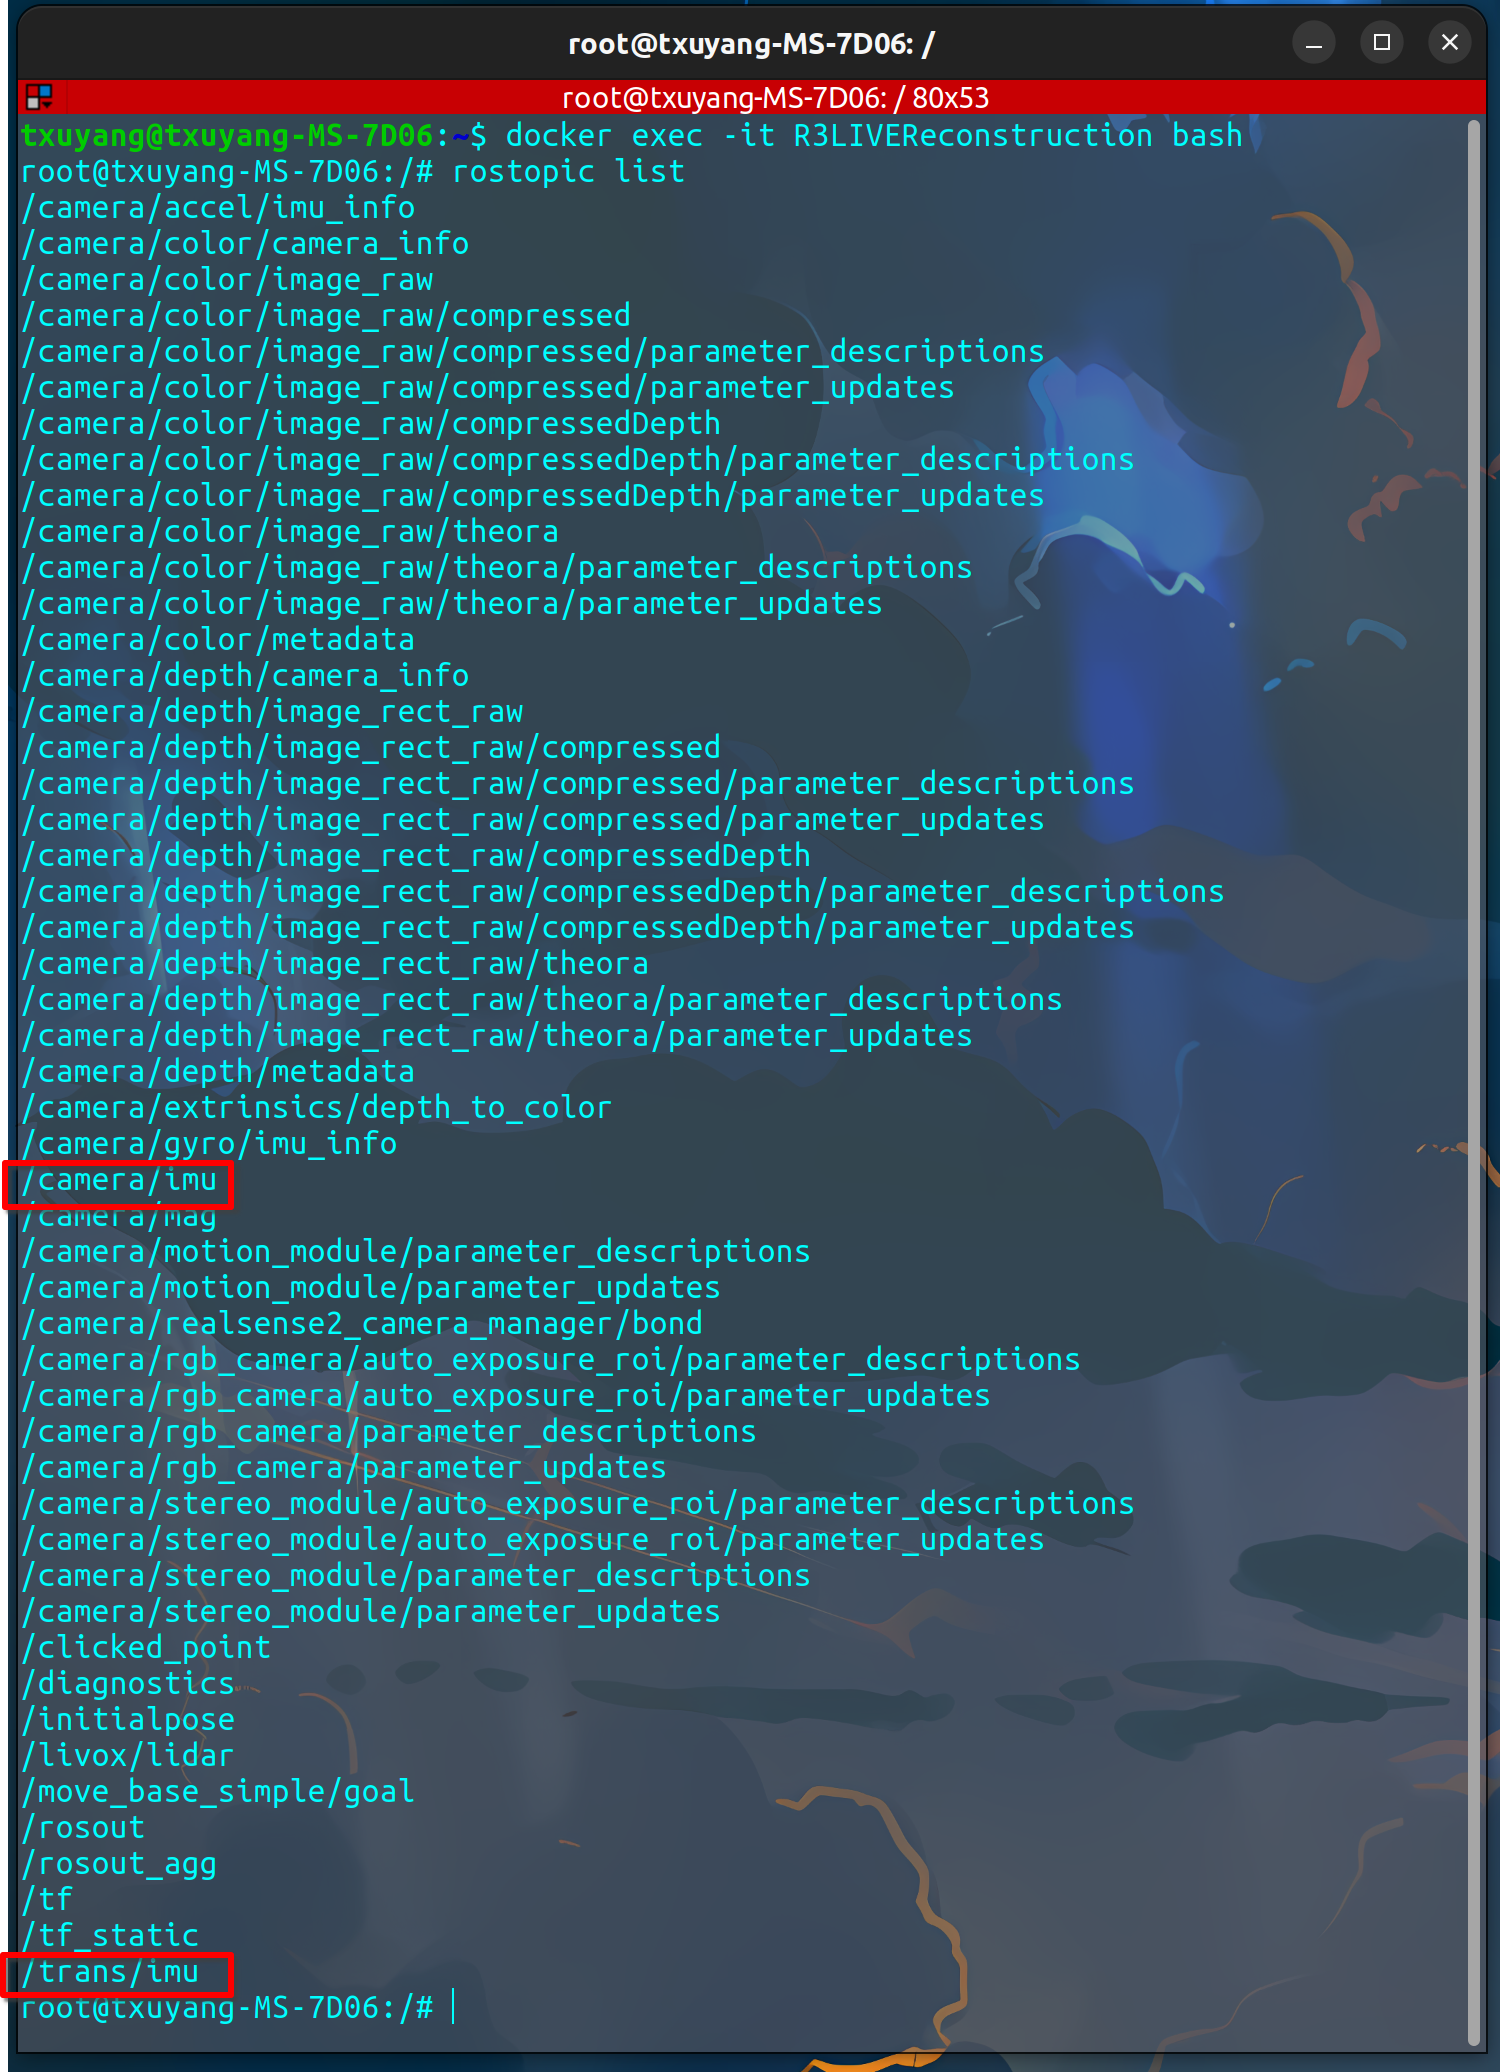 root@txuyang-MS-7D06: /
root@txuyang-MS-7D06: / 80x53
txuyang@txuyang-MS-7D06:~$ docker exec -it R3LIVEReconstruction bash
root@txuyang-MS-7D06:/# rostopic list
/camera/accel/imu_info
/camera/color/camera_info
/camera/color/image_raw
/camera/color/image_raw/compressed
/camera/color/image_raw/compressed/parameter_descriptions
/camera/color/image_raw/compressed/parameter_updates
/camera/color/image_raw/compressedDepth
/camera/color/image_raw/compressedDepth/parameter_descriptions
/camera/color/image_raw/compressedDepth/parameter_updates
/camera/color/image_raw/theora
/camera/color/image_raw/theora/parameter_descriptions
/camera/color/image_raw/theora/parameter_updates
/camera/color/metadata
/camera/depth/camera_info
/camera/depth/image_rect_raw
/camera/depth/image_rect_raw/compressed
/camera/depth/image_rect_raw/compressed/parameter_descriptions
/camera/depth/image_rect_raw/compressed/parameter_updates
/camera/depth/image_rect_raw/compressedDepth
/camera/depth/image_rect_raw/compressedDepth/parameter_descriptions
/camera/depth/image_rect_raw/compressedDepth/parameter_updates
/camera/depth/image_rect_raw/theora
/camera/depth/image_rect_raw/theora/parameter_descriptions
/camera/depth/image_rect_raw/theora/parameter_updates
/camera/depth/metadata
/camera/extrinsics/depth_to_color
/camera/gyro/imu_info
/camera/imu
/camera/mag
/camera/motion_module/parameter_descriptions
/camera/motion_module/parameter_updates
/camera/realsense2_camera_manager/bond
/camera/rgb_camera/auto_exposure_roi/parameter_descriptions
/camera/rgb_camera/auto_exposure_roi/parameter_updates
/camera/rgb_camera/parameter_descriptions
/camera/rgb_camera/parameter_updates
/camera/stereo_module/auto_exposure_roi/parameter_descriptions
/camera/stereo_module/auto_exposure_roi/parameter_updates
/camera/stereo_module/parameter_descriptions
/camera/stereo_module/parameter_updates
/clicked_point
/diagnostics
/initialpose
/livox/lidar
/move_base_simple/goal
/rosout
/rosout_agg
/tf
/tf_static
/trans/imu
root@txuyang-MS-7D06:/#